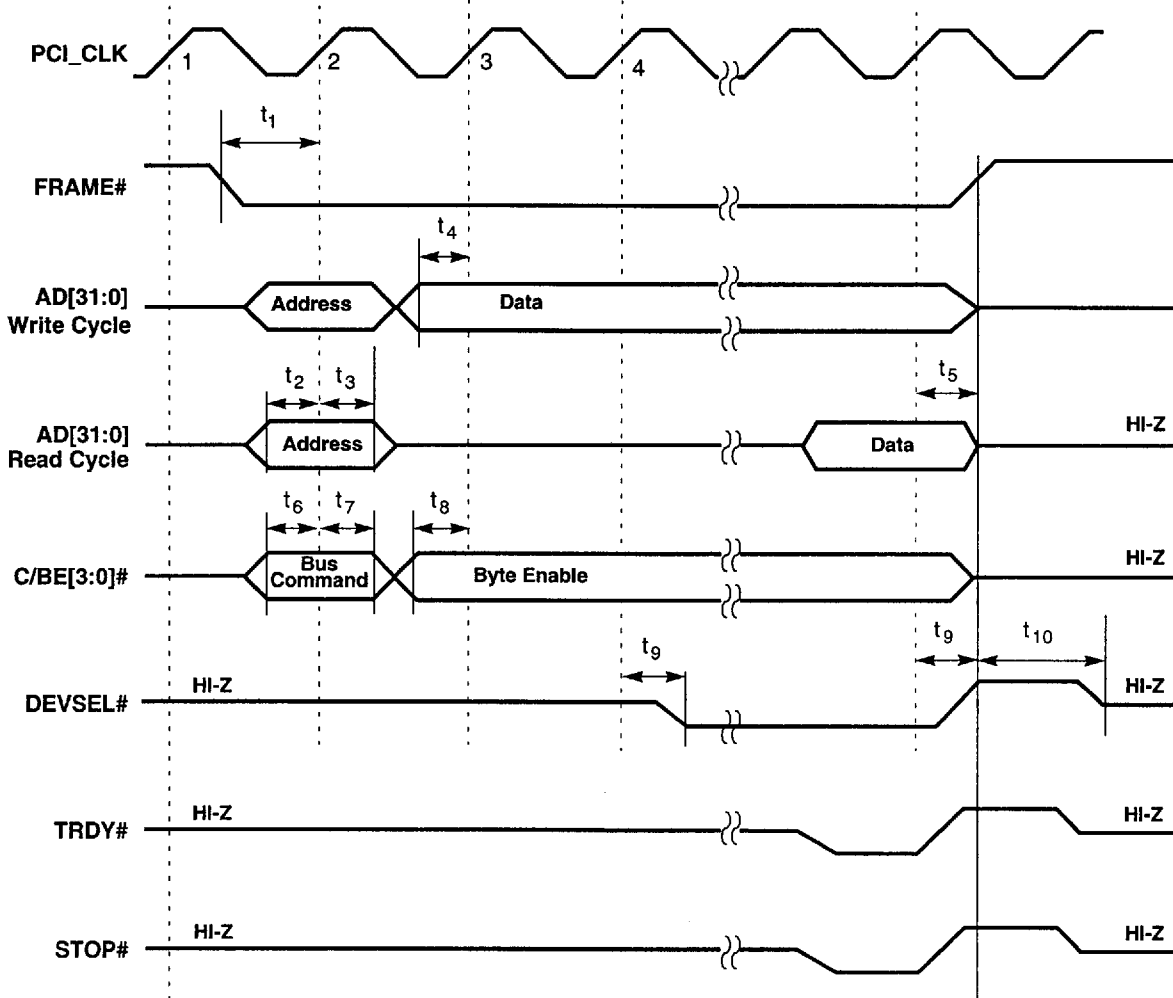 PCI_CLK
1 2 3 4
t1
FRAME#
t4
AD[31:0]
Write Cycle
Address Data
t2 t3 t5
AD[31:0]
Read Cycle
Address Data HI-Z
t6 t7 t8
C/BE[3:0]#
Bus
Command
Byte Enable HI-Z
t9 t9 t10
DEVSEL# HI-Z HI-Z
TRDY# HI-Z HI-Z
STOP# HI-Z HI-Z